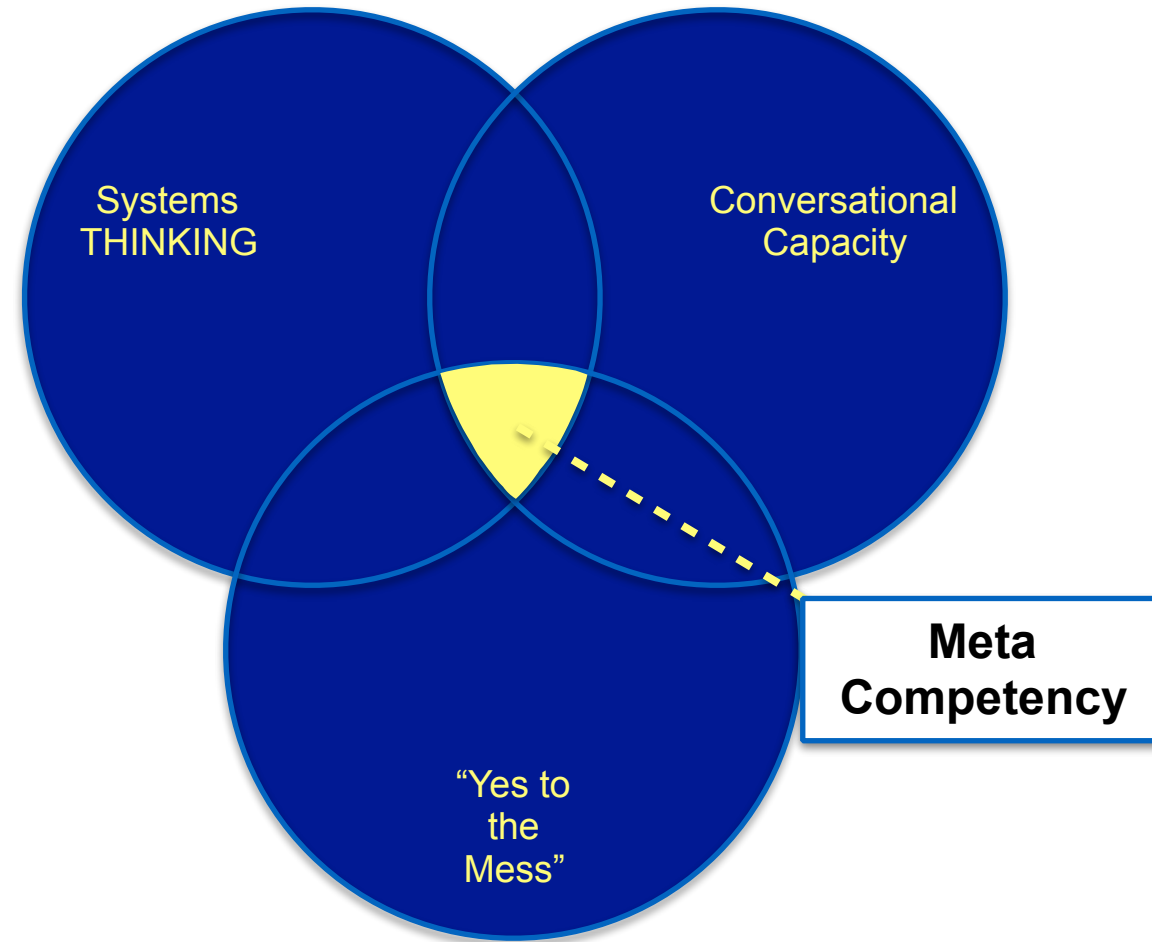 Systems
THINKING
Conversational
Capacity
Meta
Competency
“Yes to
the
Mess”